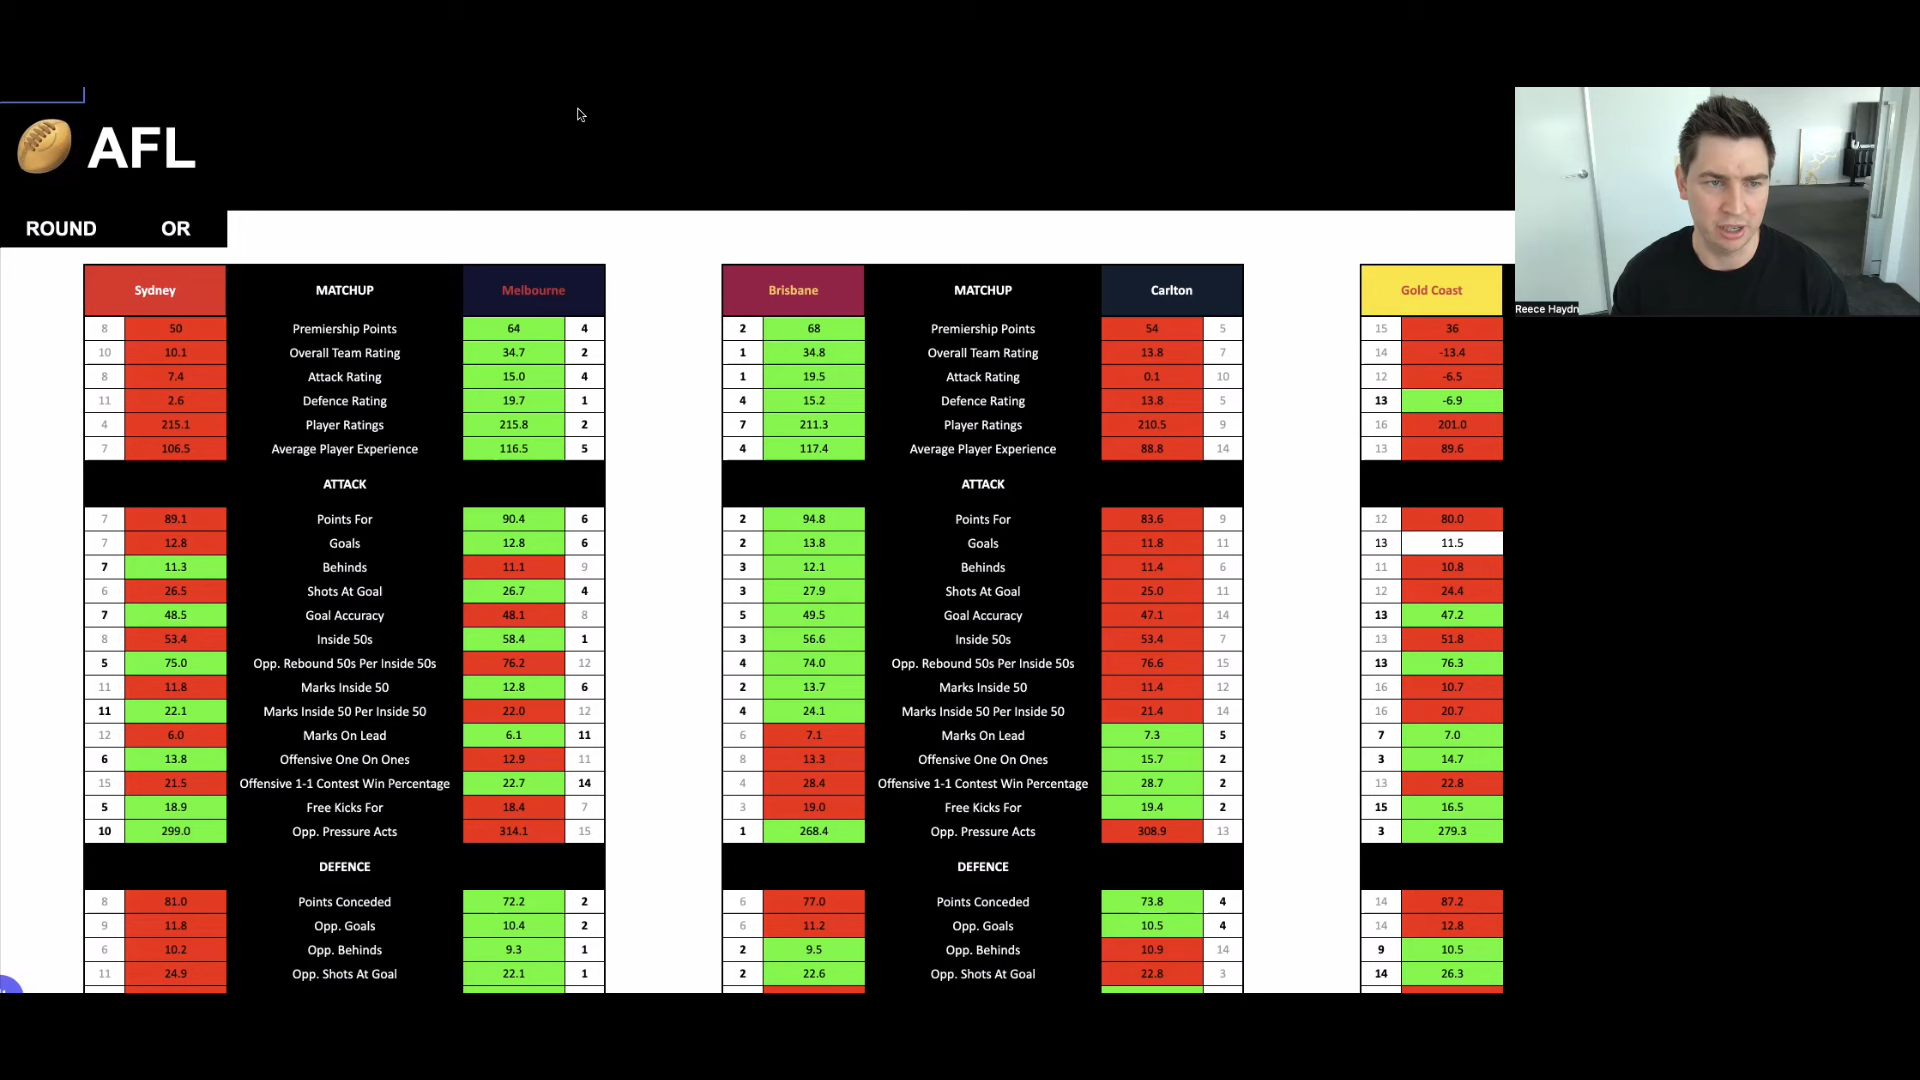 AFL
ROUND OR
Sydney MATCHUP Melbourne
8 50 Premiership Points 64 4
10 10.1 Overall Team Rating 34.7 2
8 7.4 Attack Rating 15.0 4
11 2.6 Defence Rating 19.7 1
4 215.1 Player Ratings 215.8 2
7 106.5 Average Player Experience 116.5 5
ATTACK
7 89.1 Points For 90.4 6
7 12.8 Goals 12.8 6
7 11.3 Behinds 11.1 9
6 26.5 Shots At Goal 26.7 4
7 48.5 Goal Accuracy 48.1 8
8 53.4 Inside 50s 58.4 1
5 75.0 Opp. Rebound 50s Per Inside 50s 76.2 12
11 11.8 Marks Inside 50 12.8 6
11 22.1 Marks Inside 50 Per Inside 50 22.0 12
12 6.0 Marks On Lead 6.1 11
6 13.8 Offensive One On Ones 12.9 11
15 21.5 Offensive 1-1 Contest Win Percentage 22.7 14
5 18.9 Free Kicks For 18.4 7
10 299.0 Opp. Pressure Acts 314.1 15
DEFENCE
8 81.0 Points Conceded 72.2 2
9 11.8 Opp. Goals 10.4 2
6 10.2 Opp. Behinds 9.3 1
11 24.9 Opp. Shots At Goal 22.1 1
Brisbane MATCHUP Carlton
2 68 Premiership Points 54 5
1 34.8 Overall Team Rating 13.8 7
1 19.5 Attack Rating 0.1 10
4 15.2 Defence Rating 13.8 5
7 211.3 Player Ratings 210.5 9
4 117.4 Average Player Experience 88.8 14
ATTACK
2 94.8 Points For 83.6 9
2 13.8 Goals 11.8 11
3 12.1 Behinds 11.4 6
3 27.9 Shots At Goal 25.0 11
5 49.5 Goal Accuracy 47.1 14
3 56.6 Inside 50s 53.4 7
4 74.0 Opp. Rebound 50s Per Inside 50s 76.6 15
2 13.7 Marks Inside 50 11.4 12
4 24.1 Marks Inside 50 Per Inside 50 21.4 14
6 7.1 Marks On Lead 7.3 5
8 13.3 Offensive One On Ones 15.7 2
4 28.4 Offensive 1-1 Contest Win Percentage 28.7 2
3 19.0 Free Kicks For 19.4 2
1 268.4 Opp. Pressure Acts 308.9 13
DEFENCE
6 77.0 Points Conceded 73.8 4
6 11.2 Opp. Goals 10.5 4
2 9.5 Opp. Behinds 10.9 14
2 22.6 Opp. Shots At Goal 22.8 3
Gold Coast
15 36
14 -13.4
12 -6.5
13 -6.9
16 201.0
13 89.6
12 80.0
13 11.5
11 10.8
12 24.4
13 47.2
13 51.8
13 76.3
16 10.7
16 20.7
7 7.0
3 14.7
13 22.8
15 16.5
3 279.3
14 87.2
14 12.8
9 10.5
14 26.3
Reece Haydn